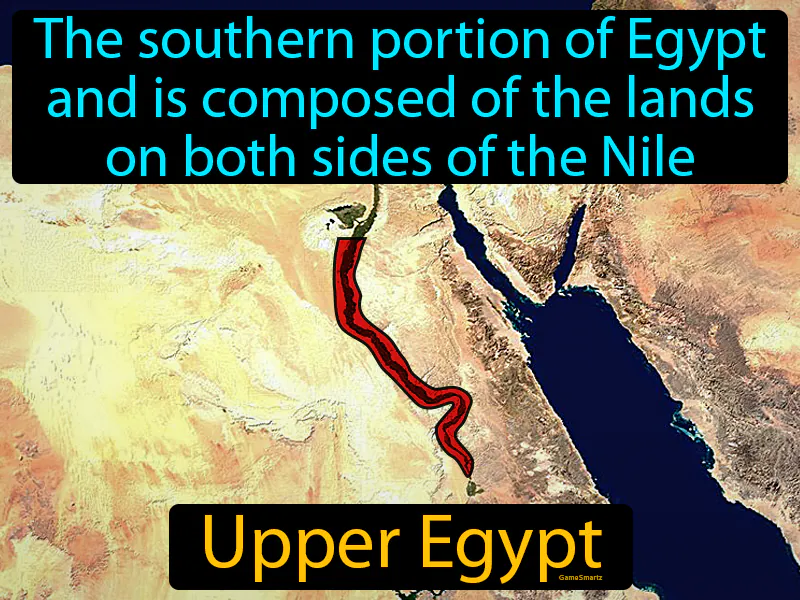 The southern portion of Egypt
and is composed of the lands
on both sides of the Nile
Upper Egypt
GameSmartz